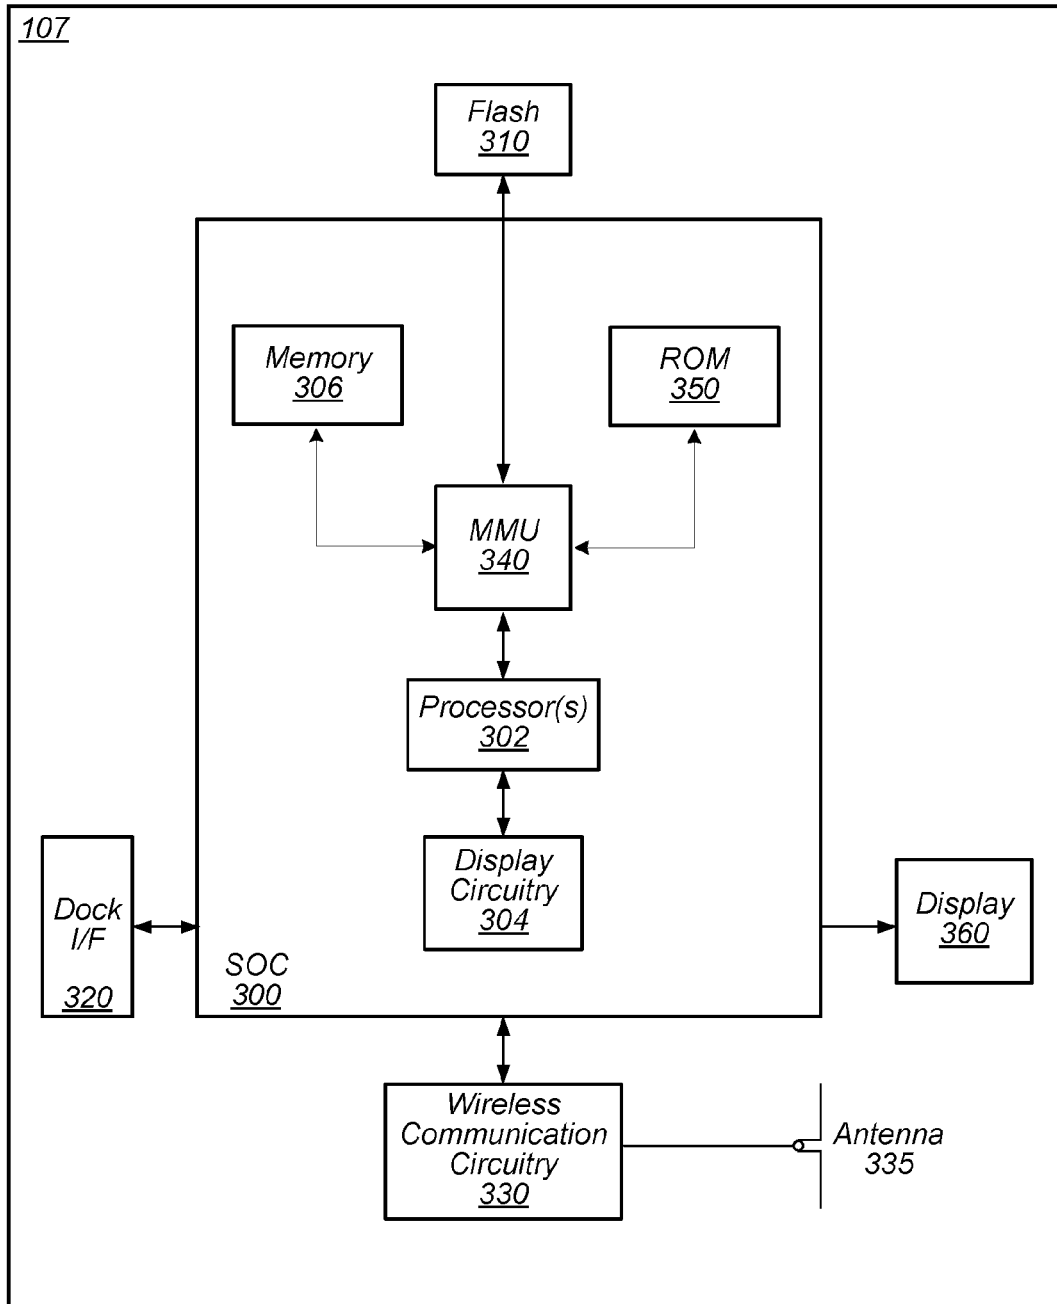 107
Flash
310
Memory
306
ROM
350
MMU
340
Processor(s)
302
Display
Circuitry
304
Dock
I/F
320
SOC
300
Display
360
Wireless
Communication
Circuitry
330
Antenna
335